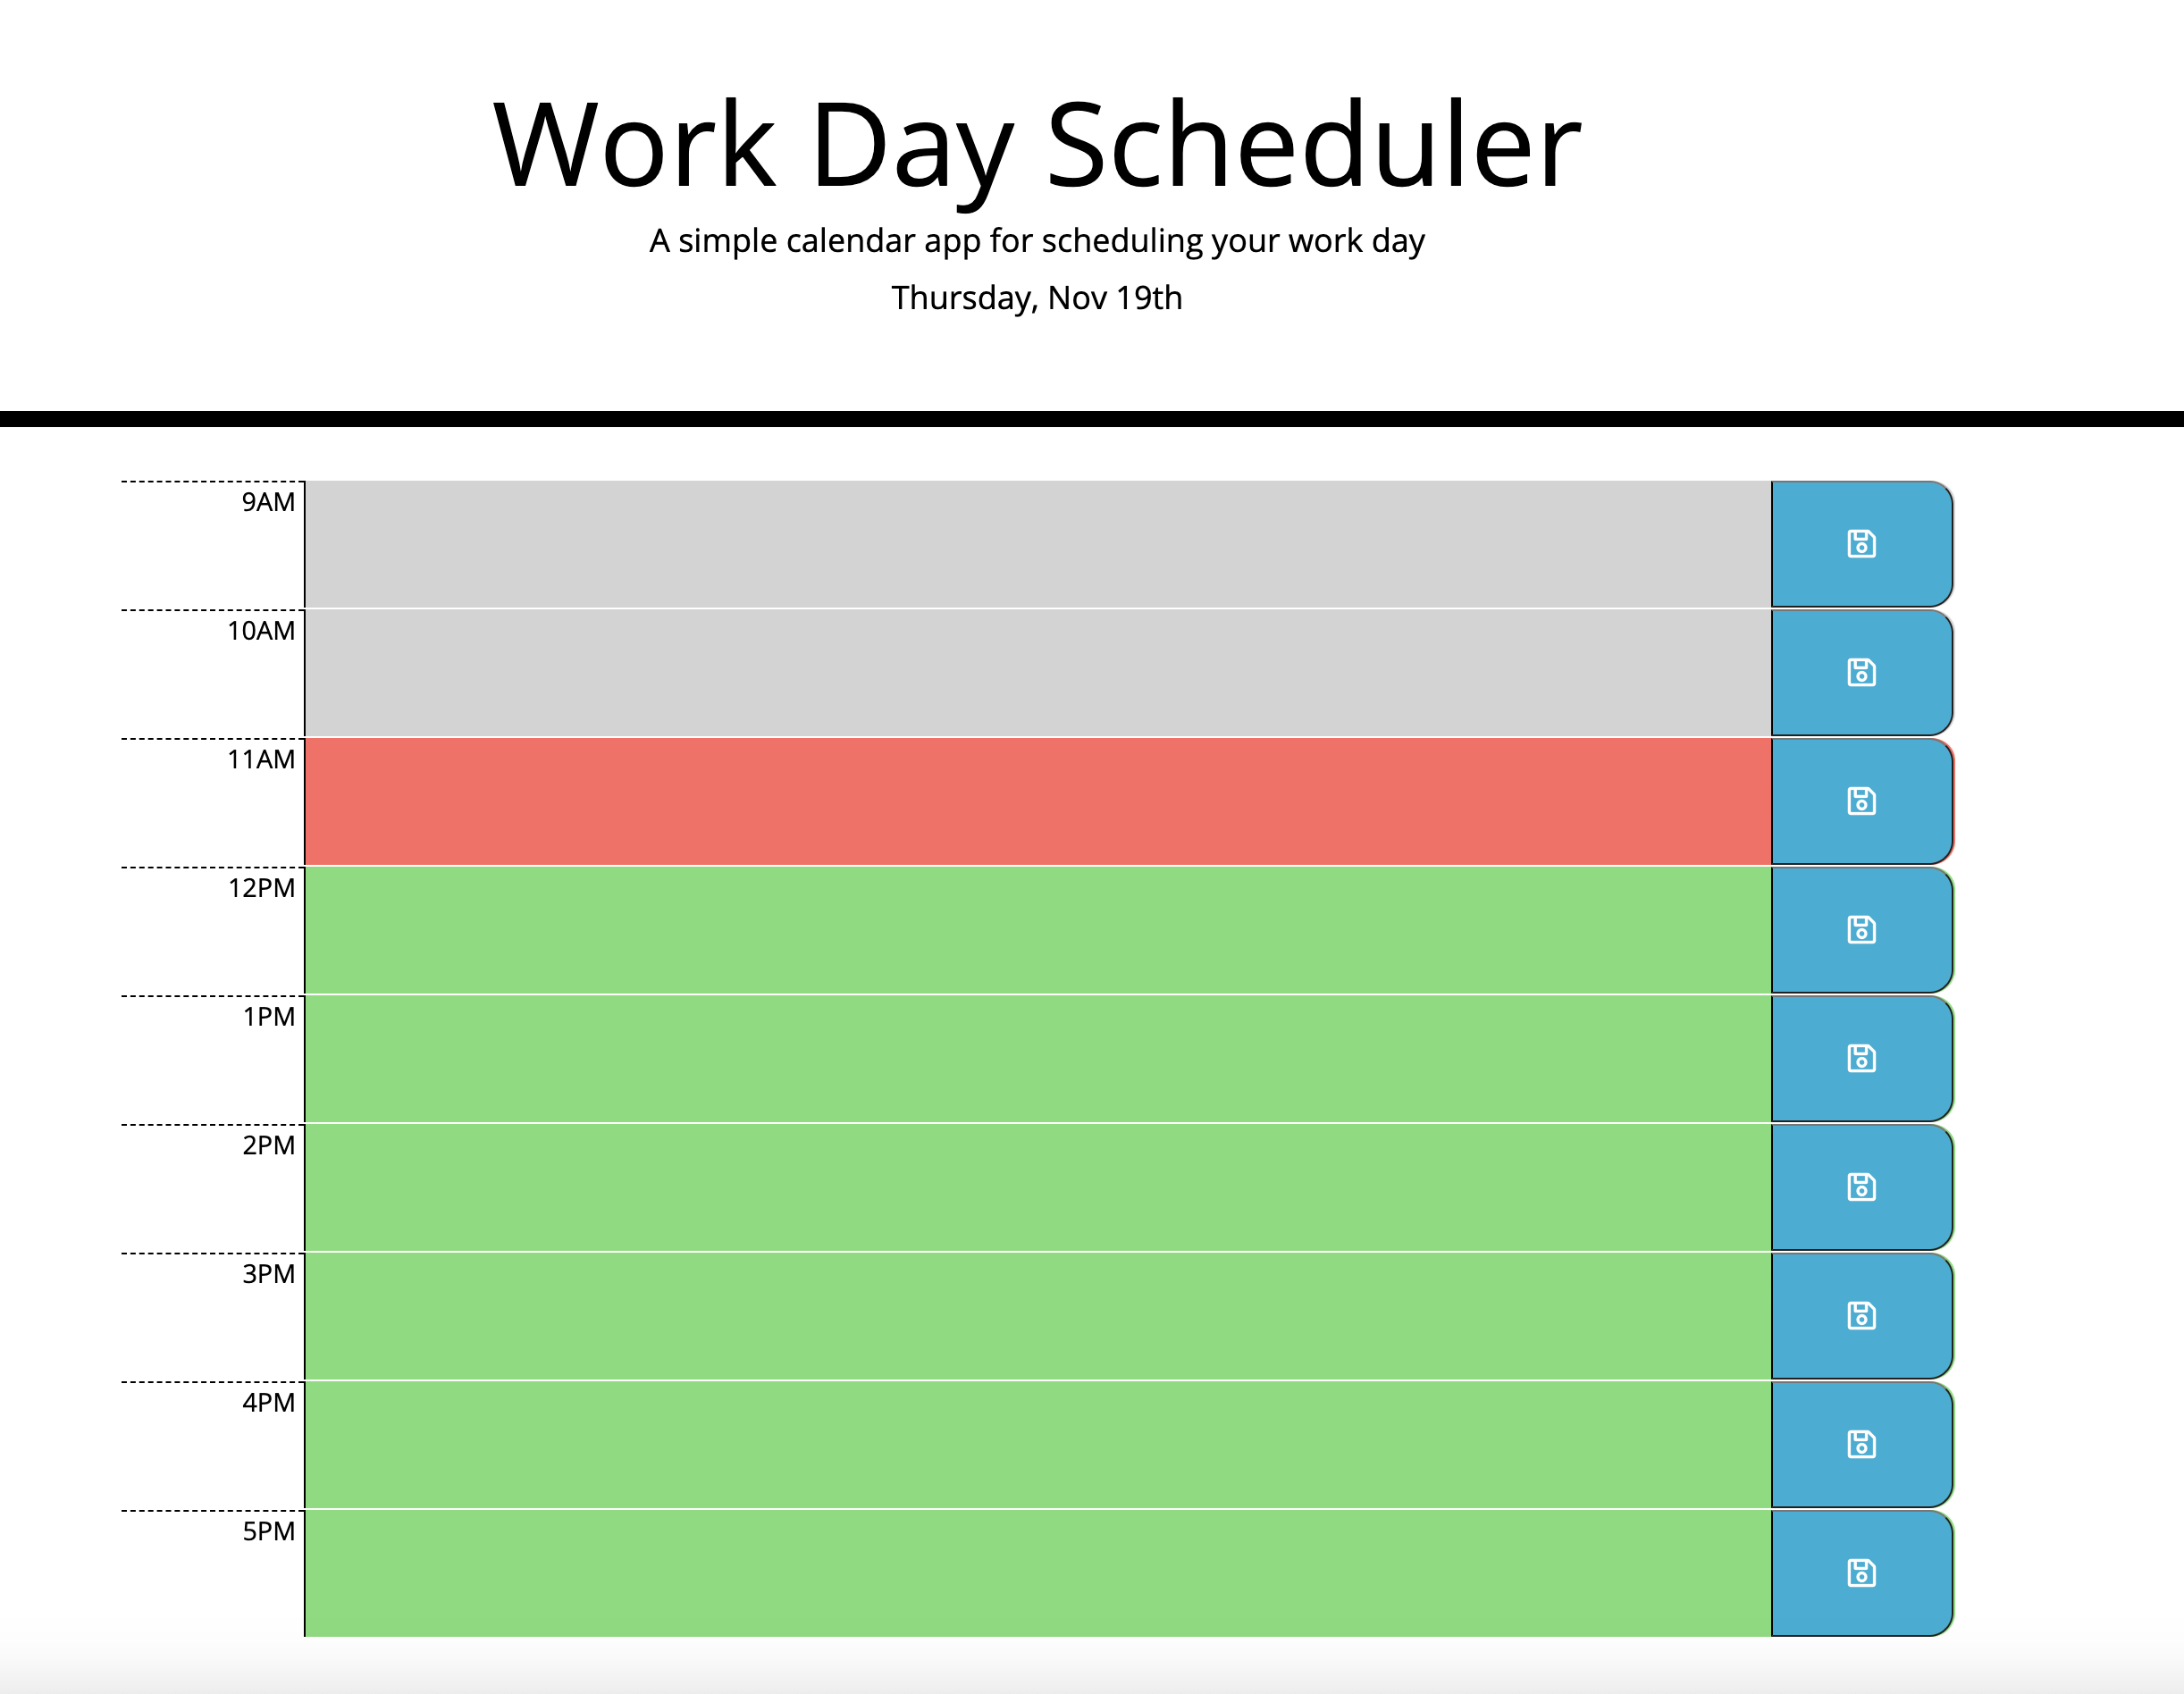 Work Day Scheduler
A simple calendar app for scheduling your work day
Thursday, Nov 19th
9AM
10AM
11AM
12PM
1PM
2PM
3PM
4PM
5PM